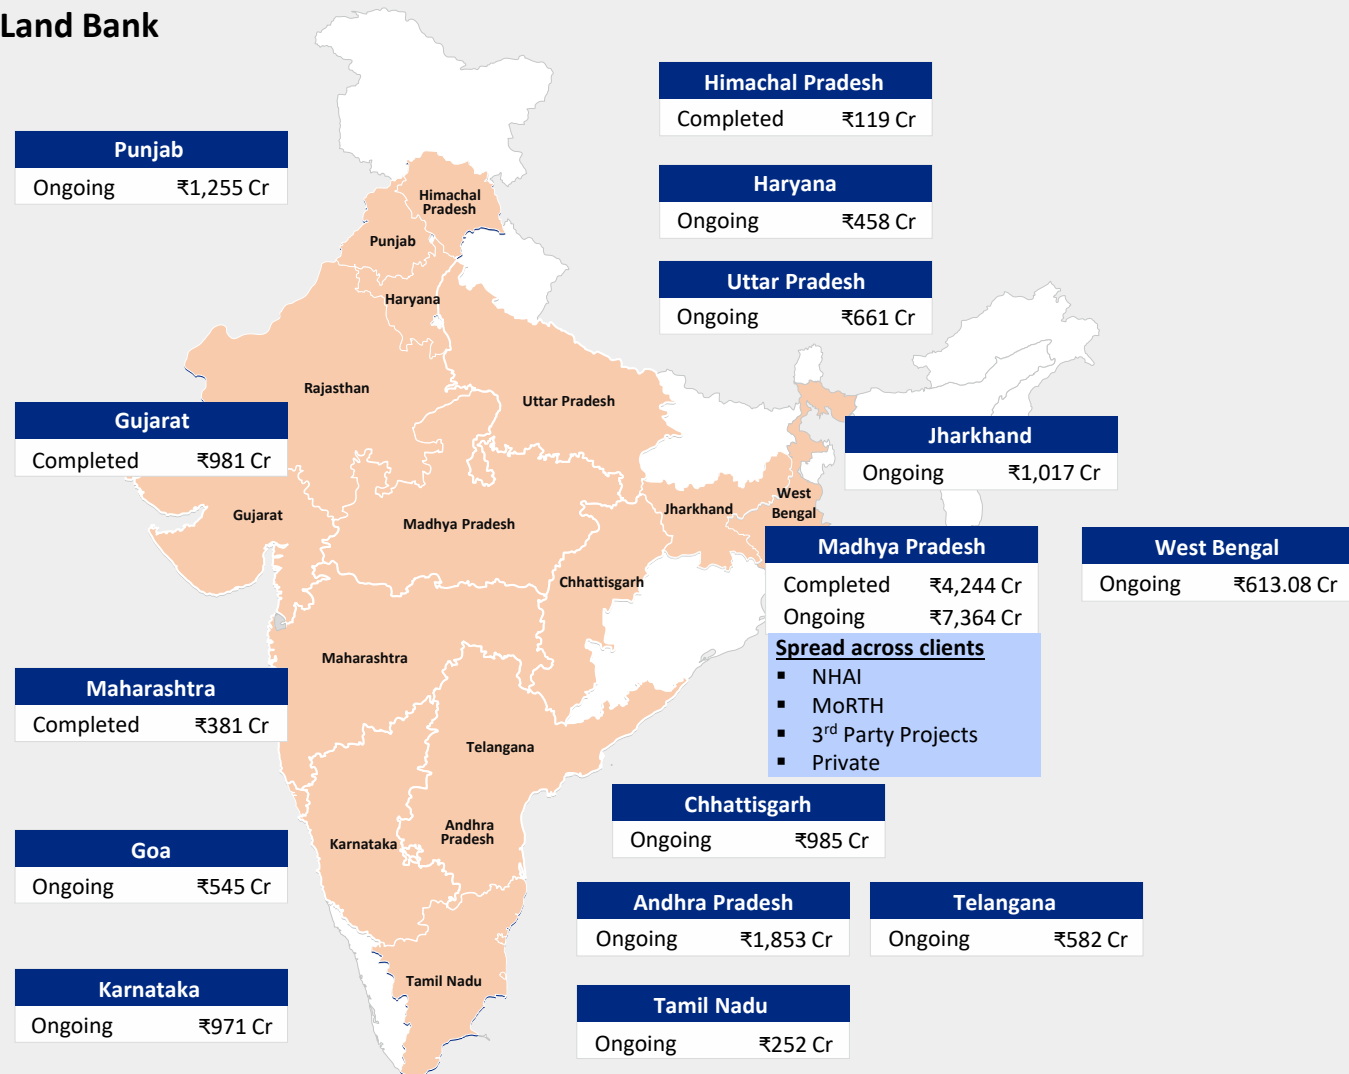 Land Bank
Himachal Pradesh
Completed ₹119 Cr
Punjab
Ongoing ₹1,255 Cr
Haryana
Ongoing ₹458 Cr
Uttar Pradesh
Ongoing ₹661 Cr
Himachal
Pradesh
Punjab
Haryana
Rajasthan
Uttar Pradesh
Gujarat
Completed ₹981 Cr
Jharkhand
Ongoing ₹1,017 Cr
Gujarat
Madhya Pradesh
Jharkhand
West
Bengal
Chhattisgarh
Madhya Pradesh
Completed ₹4,244 Cr
Ongoing ₹7,364 Cr
Spread across clients
▪ NHAI
▪ MoRTH
▪ 3rd Party Projects
▪ Private
West Bengal
Ongoing ₹613.08 Cr
Maharashtra
Maharashtra
Completed ₹381 Cr
Telangana
Chhattisgarh
Ongoing ₹985 Cr
Goa
Ongoing ₹545 Cr
Karnataka
Andhra
Pradesh
Andhra Pradesh
Ongoing ₹1,853 Cr
Telangana
Ongoing ₹582 Cr
Karnataka
Ongoing ₹971 Cr
Tamil Nadu
Tamil Nadu
Ongoing ₹252 Cr